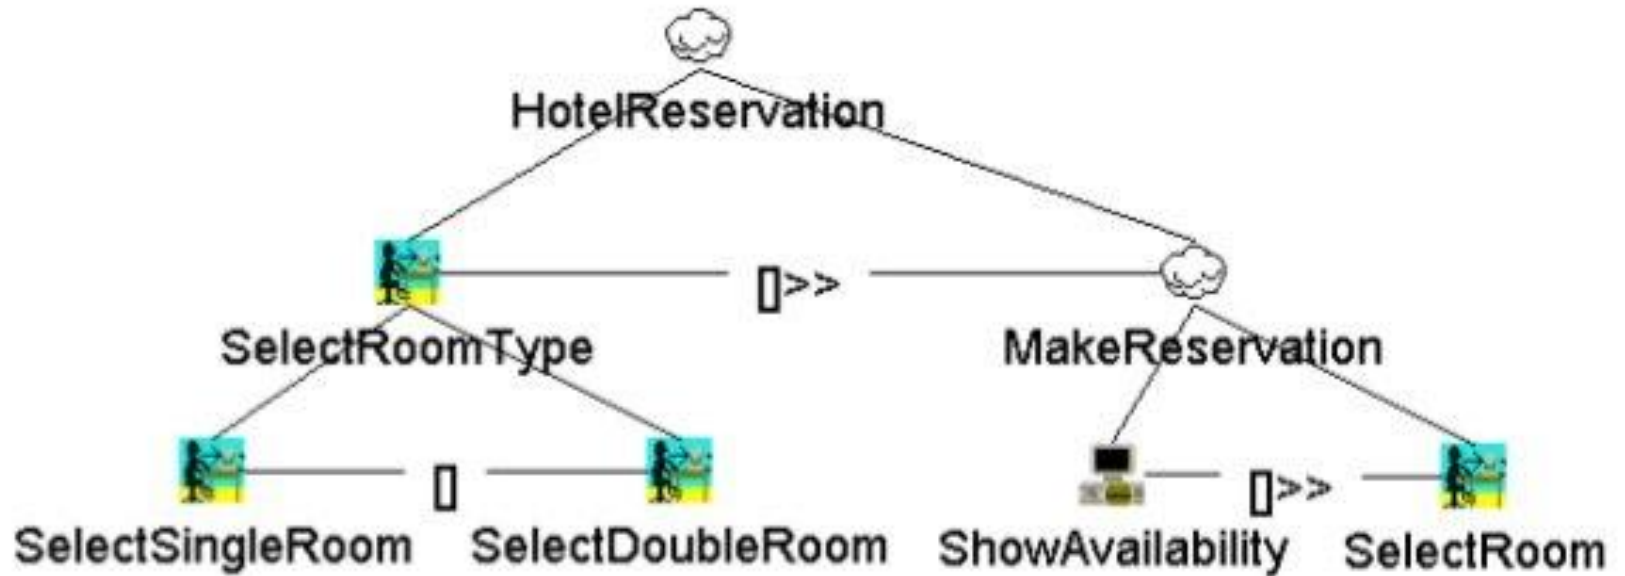 HotelReservation
[]>>
SelectRoomType
MakeReservation
[]
[]>>
SelectSingleRoom
SelectDoubleRoom
ShowAvailability
SelectRoom